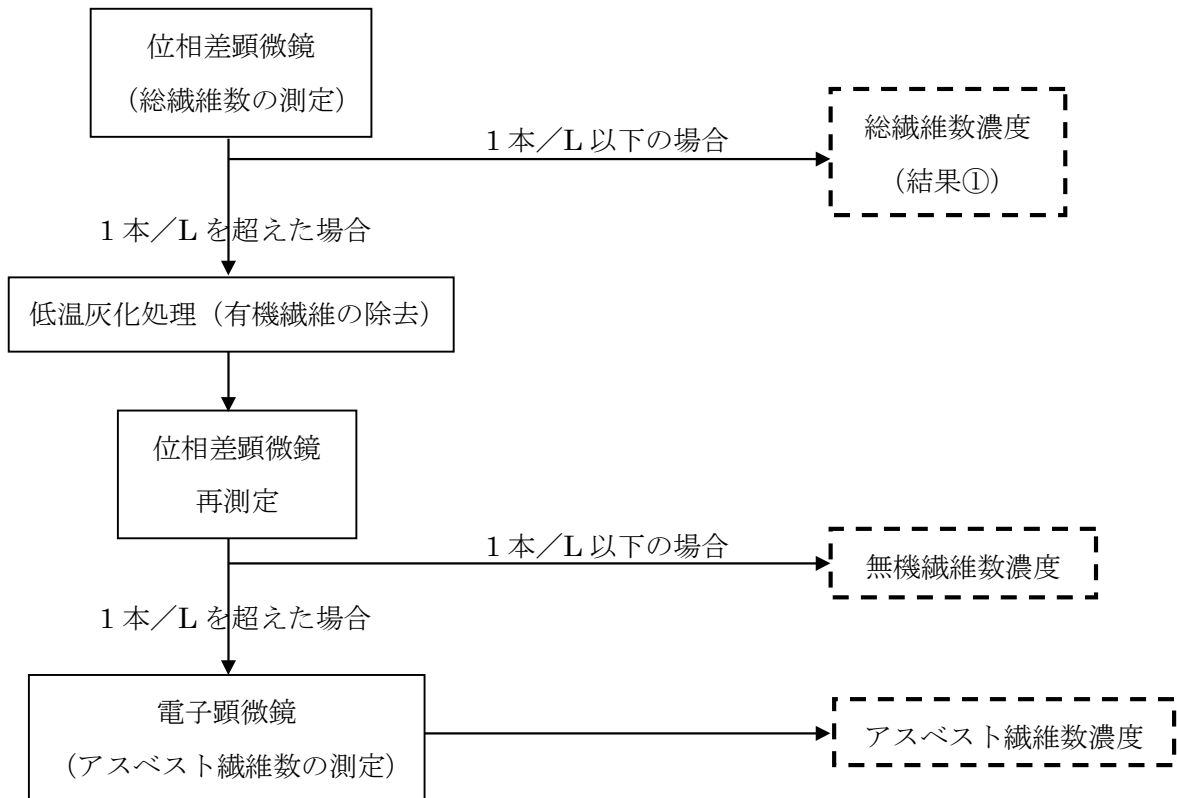 位相差顕微鏡
（総繊維数の測定）
1本／L以下の場合
総繊維数濃度
（結果①）
1本／Lを超えた場合
低温灰化処理（有機繊維の除去）
位相差顕微鏡
再測定
1本／L以下の場合
無機繊維数濃度
1本／Lを超えた場合
電子顕微鏡
（アスベスト繊維数の測定）
アスベスト繊維数濃度